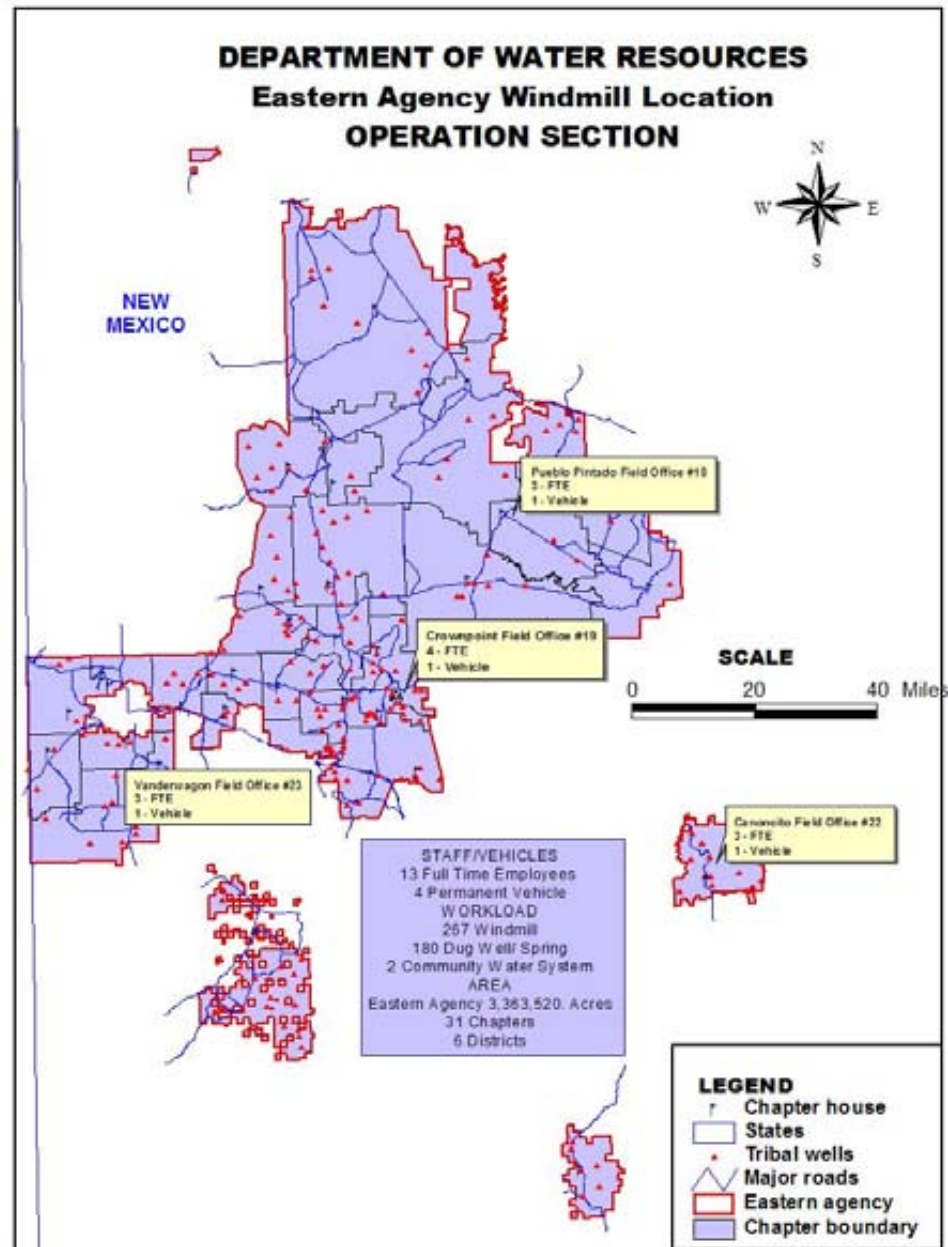 DEPARTMENT OF WATER RESOURCES
Eastern Agency Windmill Location
OPERATION SECTION
N
W
E
S
NEW
MEXICO
Pueblo Pintado Field Office #18
3 - FTE
1 - Vehicle
Crownpoint Field Office #19
4 - FTE
1 - Vehicle
SCALE
0 20 40 Miles
Vanderwagon Field Office #23
3 - FTE
1 - Vehicle
Canoncito Field Office #22
3 - FTE
1 - Vehicle
STAFF/VEHICLES
13 Full Time Employees
4 Permanent Vehicle
WORKLOAD
267 Windmill
180 Dug Well/ Spring
2 Community Water System
AREA
Eastern Agency 3,363,520. Acres
31 Chapters
6 Districts
LEGEND
Chapter house
States
Tribal wells
Major roads
Eastern agency
Chapter boundary